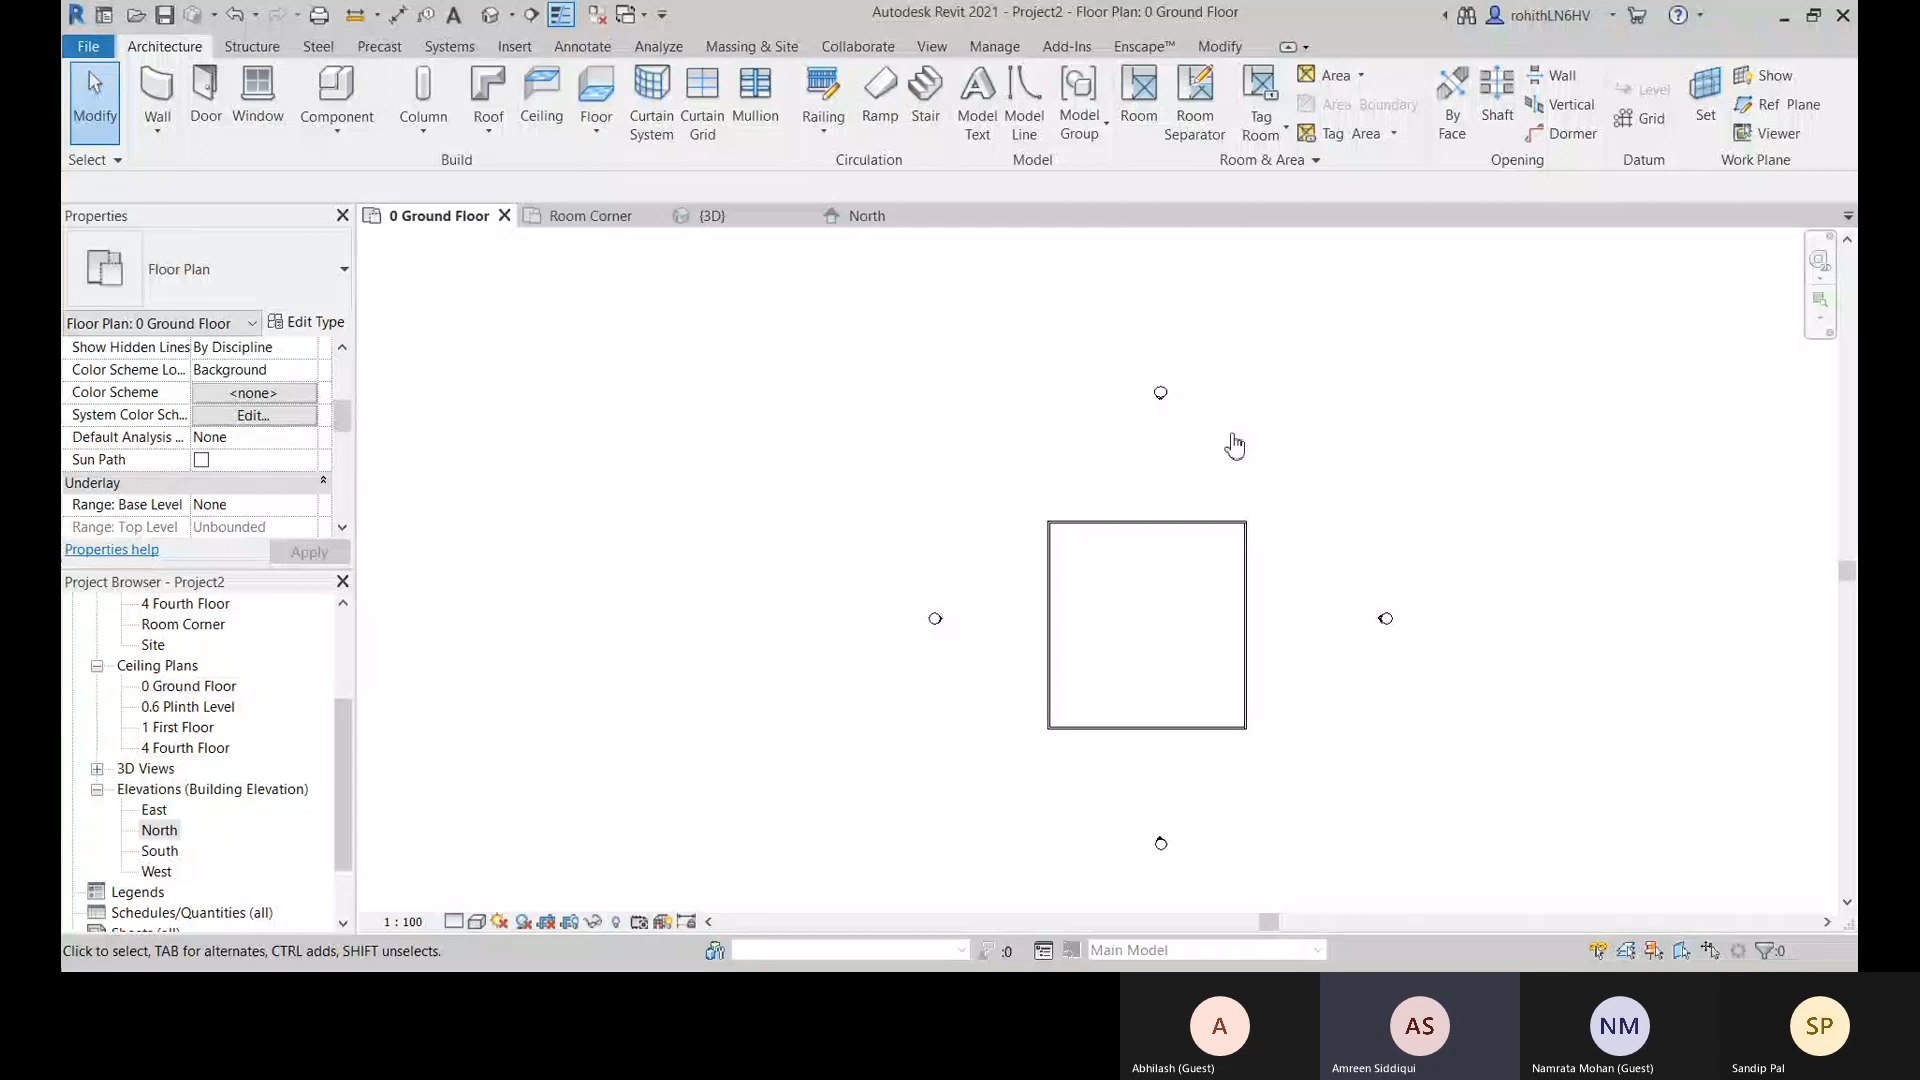 Autodesk Revit 2021 - Project2 - Floor Plan: 0 Ground Floor
rohithLN6HV
File Architecture Structure Steel Precast Systems Insert Annotate Analyze Massing & Site Collaborate View Manage Add-Ins Enscape™ Modify
Modify Wall Door Window Component Column Roof Ceiling Floor Curtain System Curtain Grid Mullion Railing Ramp Stair Model Text Model Line Model Group Room Room Separator Tag Room
Area
Area Boundary
Tag Area
By Face Shaft
Wall
Vertical
Dormer
Level
Grid
Set
Show
Ref Plane
Viewer
Select Build Circulation Model Room & Area Opening Datum Work Plane
Properties
0 Ground Floor Room Corner {3D} North
Floor Plan
Floor Plan: 0 Ground Floor Edit Type
Show Hidden Lines By Discipline
Color Scheme Lo... Background
Color Scheme <none>
System Color Sch... Edit...
Default Analysis ... None
Sun Path
Underlay
Range: Base Level None
Range: Top Level Unbounded
Properties help Apply
Project Browser - Project2
4 Fourth Floor
Room Corner
Site
Ceiling Plans
0 Ground Floor
0.6 Plinth Level
1 First Floor
4 Fourth Floor
3D Views
Elevations (Building Elevation)
East
North
South
West
Legends
Schedules/Quantities (all)
Sheets (all)
1 : 100
Click to select, TAB for alternates, CTRL adds, SHIFT unselects.
:0
Main Model
:0
A AS NM SP
Abhilash (Guest) Amreen Siddiqui Namrata Mohan (Guest) Sandip Pal